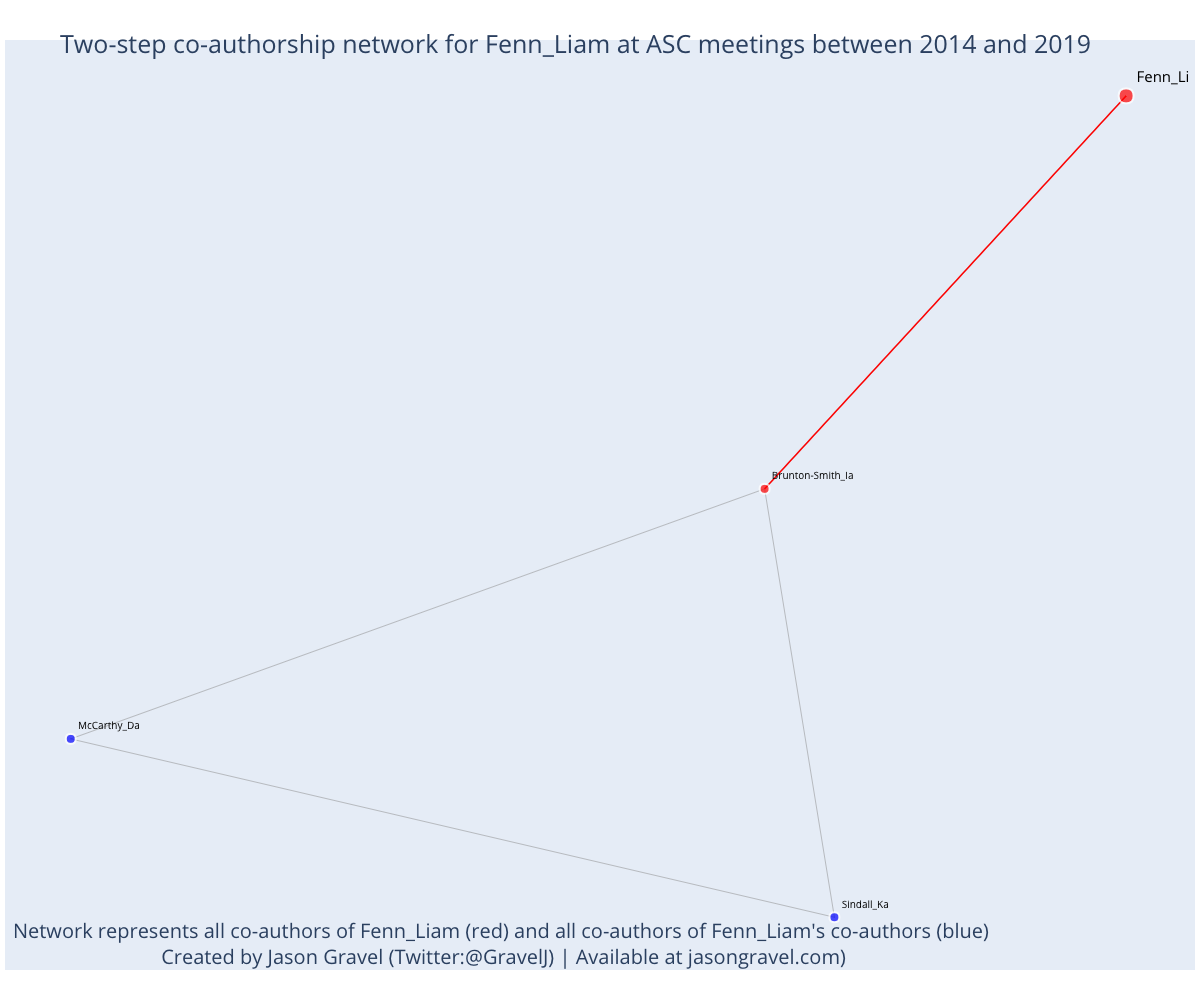 Two-step co-authorship network for Fenn_Liam at ASC meetings between 2014 and 2019
Fenn_Li
Brunton-Smith_Ia
McCarthy_Da
Sindall_Ka
Network represents all co-authors of Fenn_Liam (red) and all co-authors of Fenn_Liam's co-authors (blue)
Created by Jason Gravel (Twitter:@GravelJ) | Available at jasongravel.com)